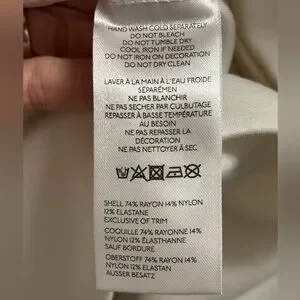 HAND WASH COLD SEPARATELY
DO NOT BLEACH
DO NOT TUMBLE DRY
COOL IRON IF NEEDED
DO NOT IRON ON DECORATION
DO NOT DRY CLEAN
LAVER À LA MAIN À L'EAU FROIDE
SÉPARÉMEN
NE PAS BLANCHIR
NE PAS SECHER PAR CULBUTAGE
REPASSER À BASSE TEMPÉRATURE
AU BESOIN
NE PAS REPASSER LA
DÉCORATION
NE PAS NETTOYER À SEC
SHELL 74% RAYON 14% NYLON
12% ELASTANE
EXCLUSIVE OF TRIM
COQUILLE 74% RAYONNE 14%
NYLON 12% ÉLASTHANNE
SAUF BORDURE
OBERSTOFF 74% RAYON 14%
NYLON 12% ELASTAN
AUSSER BESATZ